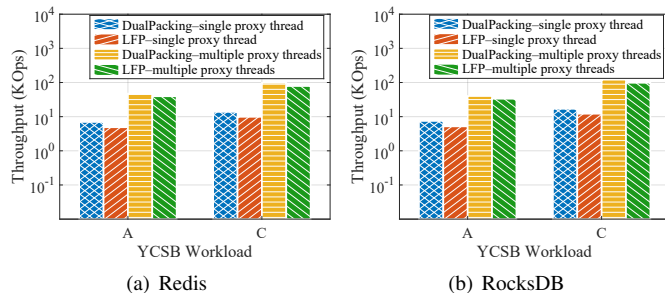 Throughput (KOps)
10^4
10^3
10^2
10^1
10^0
10^-1
DualPacking–single proxy thread
LFP–single proxy thread
DualPacking–multiple proxy threads
LFP–multiple proxy threads
A
C
YCSB Workload
(a) Redis
Throughput (KOps)
10^4
10^3
10^2
10^1
10^0
10^-1
DualPacking–single proxy thread
LFP–single proxy thread
DualPacking–multiple proxy threads
LFP–multiple proxy threads
A
C
YCSB Workload
(b) RocksDB